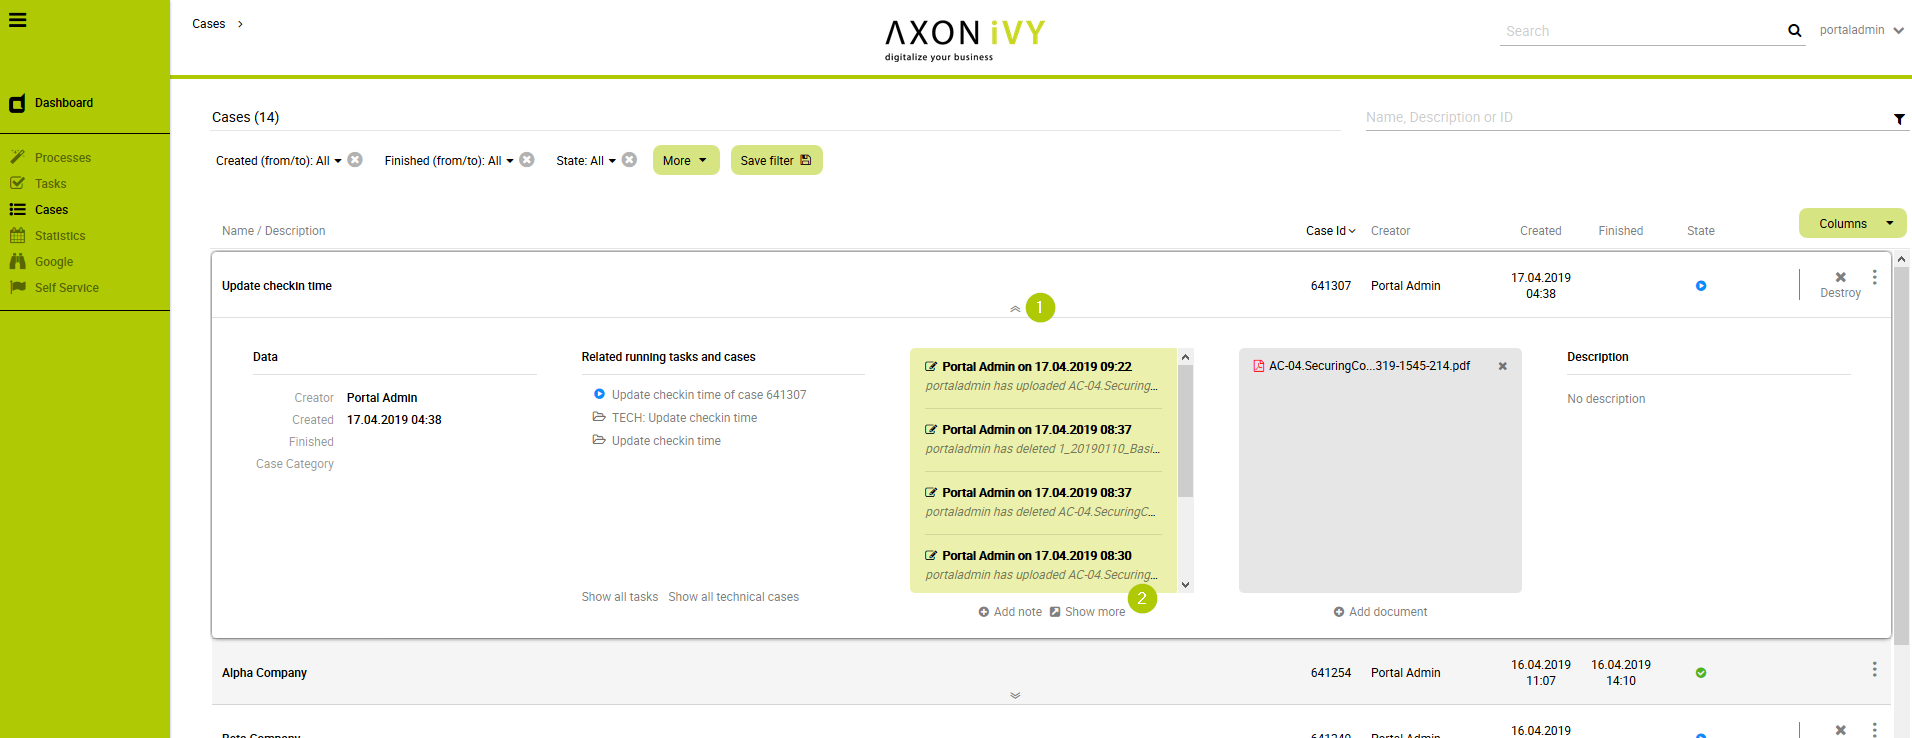 Cases
AXON iVY
digitalize your business
Search
portaladmin
Dashboard
Processes
Tasks
Cases
Statistics
Google
Self Service
Cases (14)
Name, Description or ID
Created (from/to): All
Finished (from/to): All
State: All
More
Save filter
Columns
Name / Description
Case Id
Creator
Created
Finished
State
Update checkin time
641307
Portal Admin
17.04.2019
04:38
Destroy
1
Data
Creator Portal Admin
Created 17.04.2019 04:38
Finished
Case Category
Related running tasks and cases
Update checkin time of case 641307
TECH: Update checkin time
Update checkin time
Show all tasks
Show all technical cases
Portal Admin on 17.04.2019 09:22
portaladmin has uploaded AC-04.Securing...
Portal Admin on 17.04.2019 08:37
portaladmin has deleted 1_20190110_Basi...
Portal Admin on 17.04.2019 08:37
portaladmin has deleted AC-04.SecuringC...
Portal Admin on 17.04.2019 08:30
portaladmin has uploaded AC-04.Securing...
Add note
Show more
2
AC-04.SecuringCo...319-1545-214.pdf
Add document
Description
No description
Alpha Company
641254
Portal Admin
16.04.2019
11:07
16.04.2019
14:10
Beta Company
641249
Portal Admin
16.04.2019